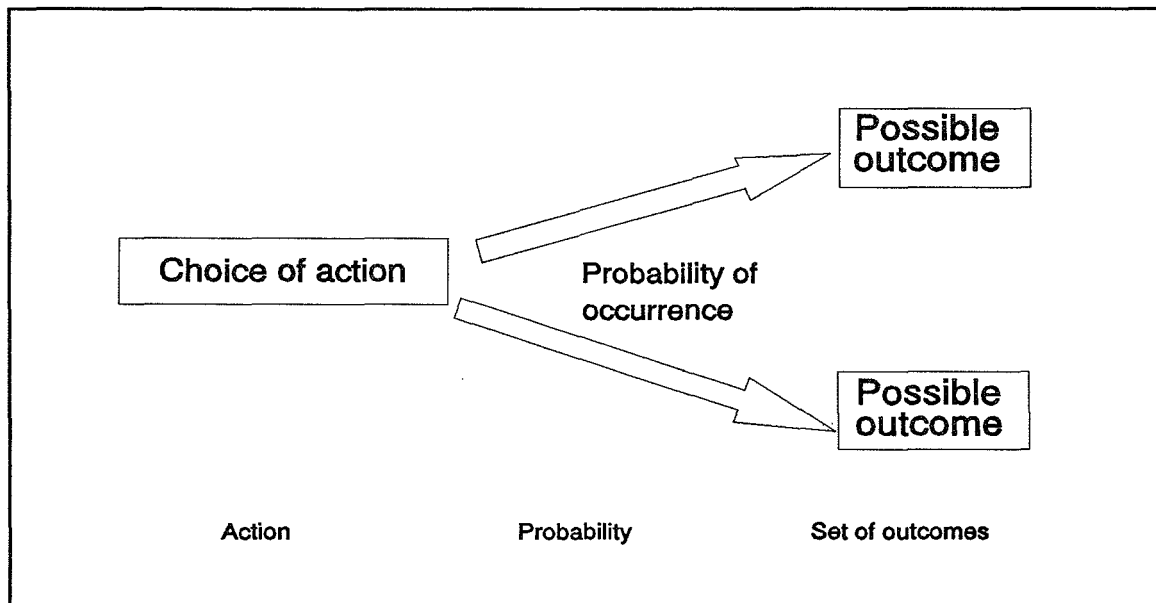 Possible
outcome
Choice of action
Probability of
occurrence
Possible
outcome
Action Probability Set of outcomes